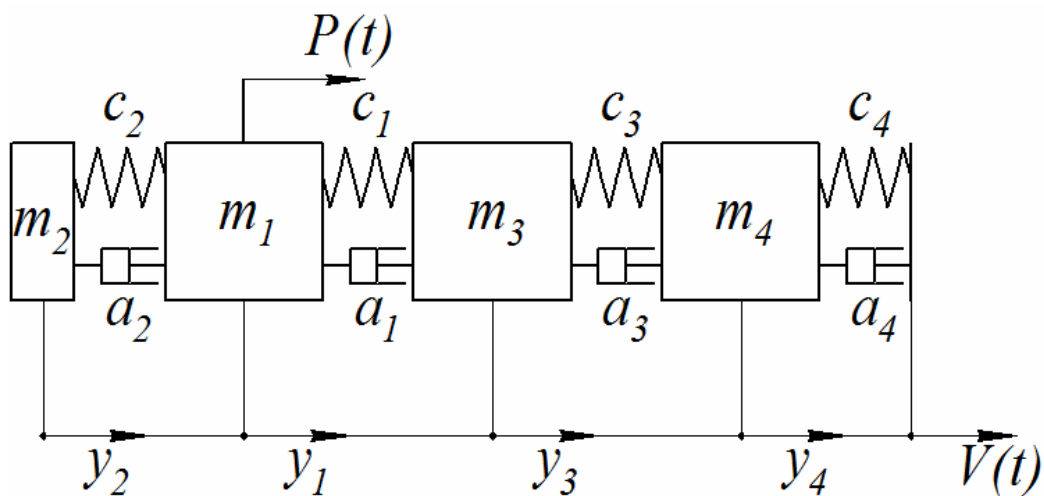 P(t)
c2 c1 c3 c4
m2 m1 m3 m4
a2 a1 a3 a4
y2 y1 y3 y4 V(t)